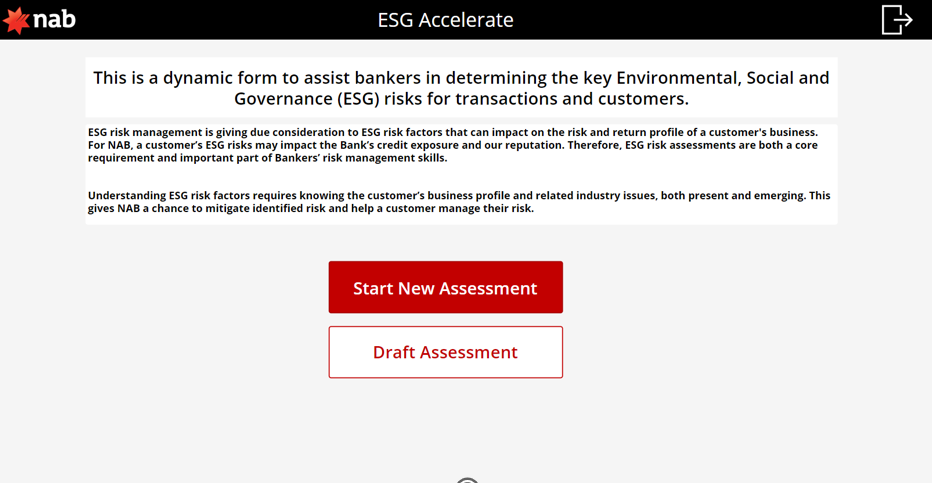 nab
ESG Accelerate
This is a dynamic form to assist bankers in determining the key Environmental, Social and
Governance (ESG) risks for transactions and customers.
ESG risk management is giving due consideration to ESG risk factors that can impact on the risk and return profile of a customer's business.
For NAB, a customer’s ESG risks may impact the Bank’s credit exposure and our reputation. Therefore, ESG risk assessments are both a core
requirement and important part of Bankers’ risk management skills.
Understanding ESG risk factors requires knowing the customer’s business profile and related industry issues, both present and emerging. This
gives NAB a chance to mitigate identified risk and help a customer manage their risk.
Start New Assessment
Draft Assessment